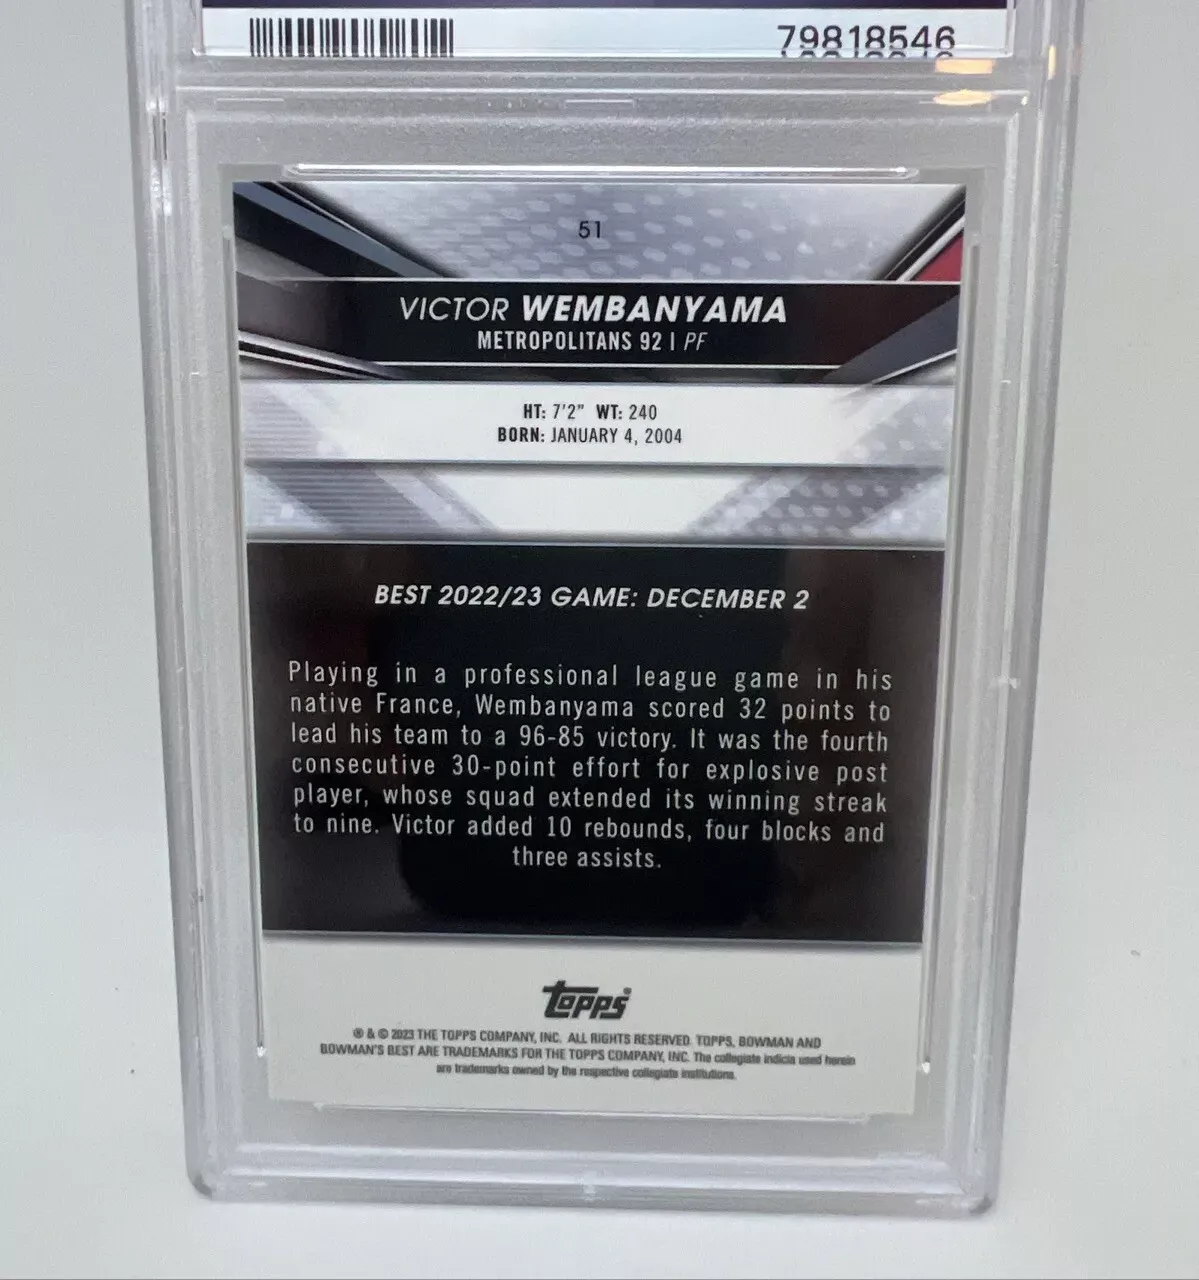 79818546
51
VICTOR WEMBANYAMA
METROPOLITANS 92 | PF
HT: 7'2" WT: 240
BORN: JANUARY 4, 2004
BEST 2022/23 GAME: DECEMBER 2
Playing in a professional league game in his
native France, Wembanyama scored 32 points to
lead his team to a 96-85 victory. It was the fourth
consecutive 30-point effort for explosive post
player, whose squad extended its winning streak
to nine. Victor added 10 rebounds, four blocks and
three assists.
topps®
® & © 2023 THE TOPPS COMPANY, INC. ALL RIGHTS RESERVED. TOPPS, BOWMAN AND
BOWMAN'S BEST ARE TRADEMARKS FOR THE TOPPS COMPANY, INC. The collegiate indicia used herein
are trademarks owned by the respective collegiate institutions.